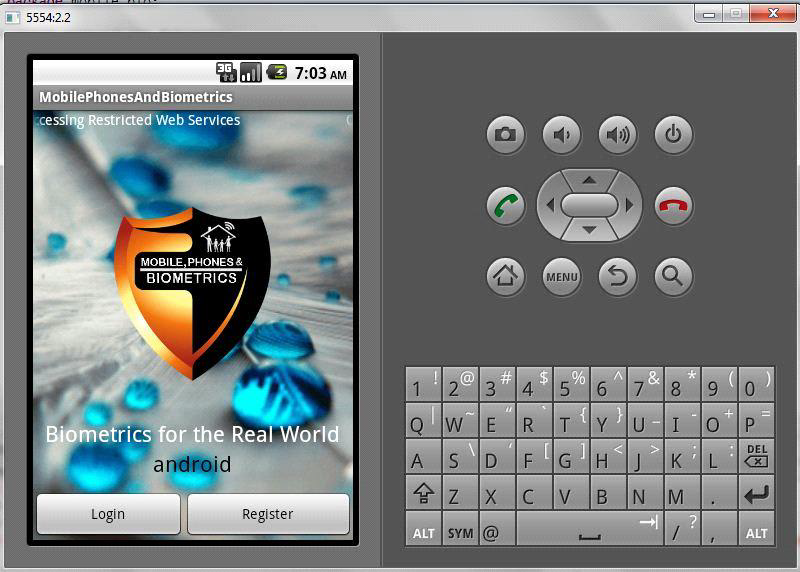 5554:2.2
3G 7:03 AM
MobilePhonesAndBiometrics
cessing Restricted Web Services
MOBILE, PHONES &
BIOMETRICS
Biometrics for the Real World
android
Login Register
MENU
1 ! 2 @ 3 # 4 $ 5 % 6 ^ 7 & 8 * 9 ( 0 )
Q | W ~ E “ R ` T { Y } U _ I - O + P =
A S \ D ‘ F [ G ] H < J > K ; L : DEL
Z X C V B N M .
ALT SYM @ / ? , ALT